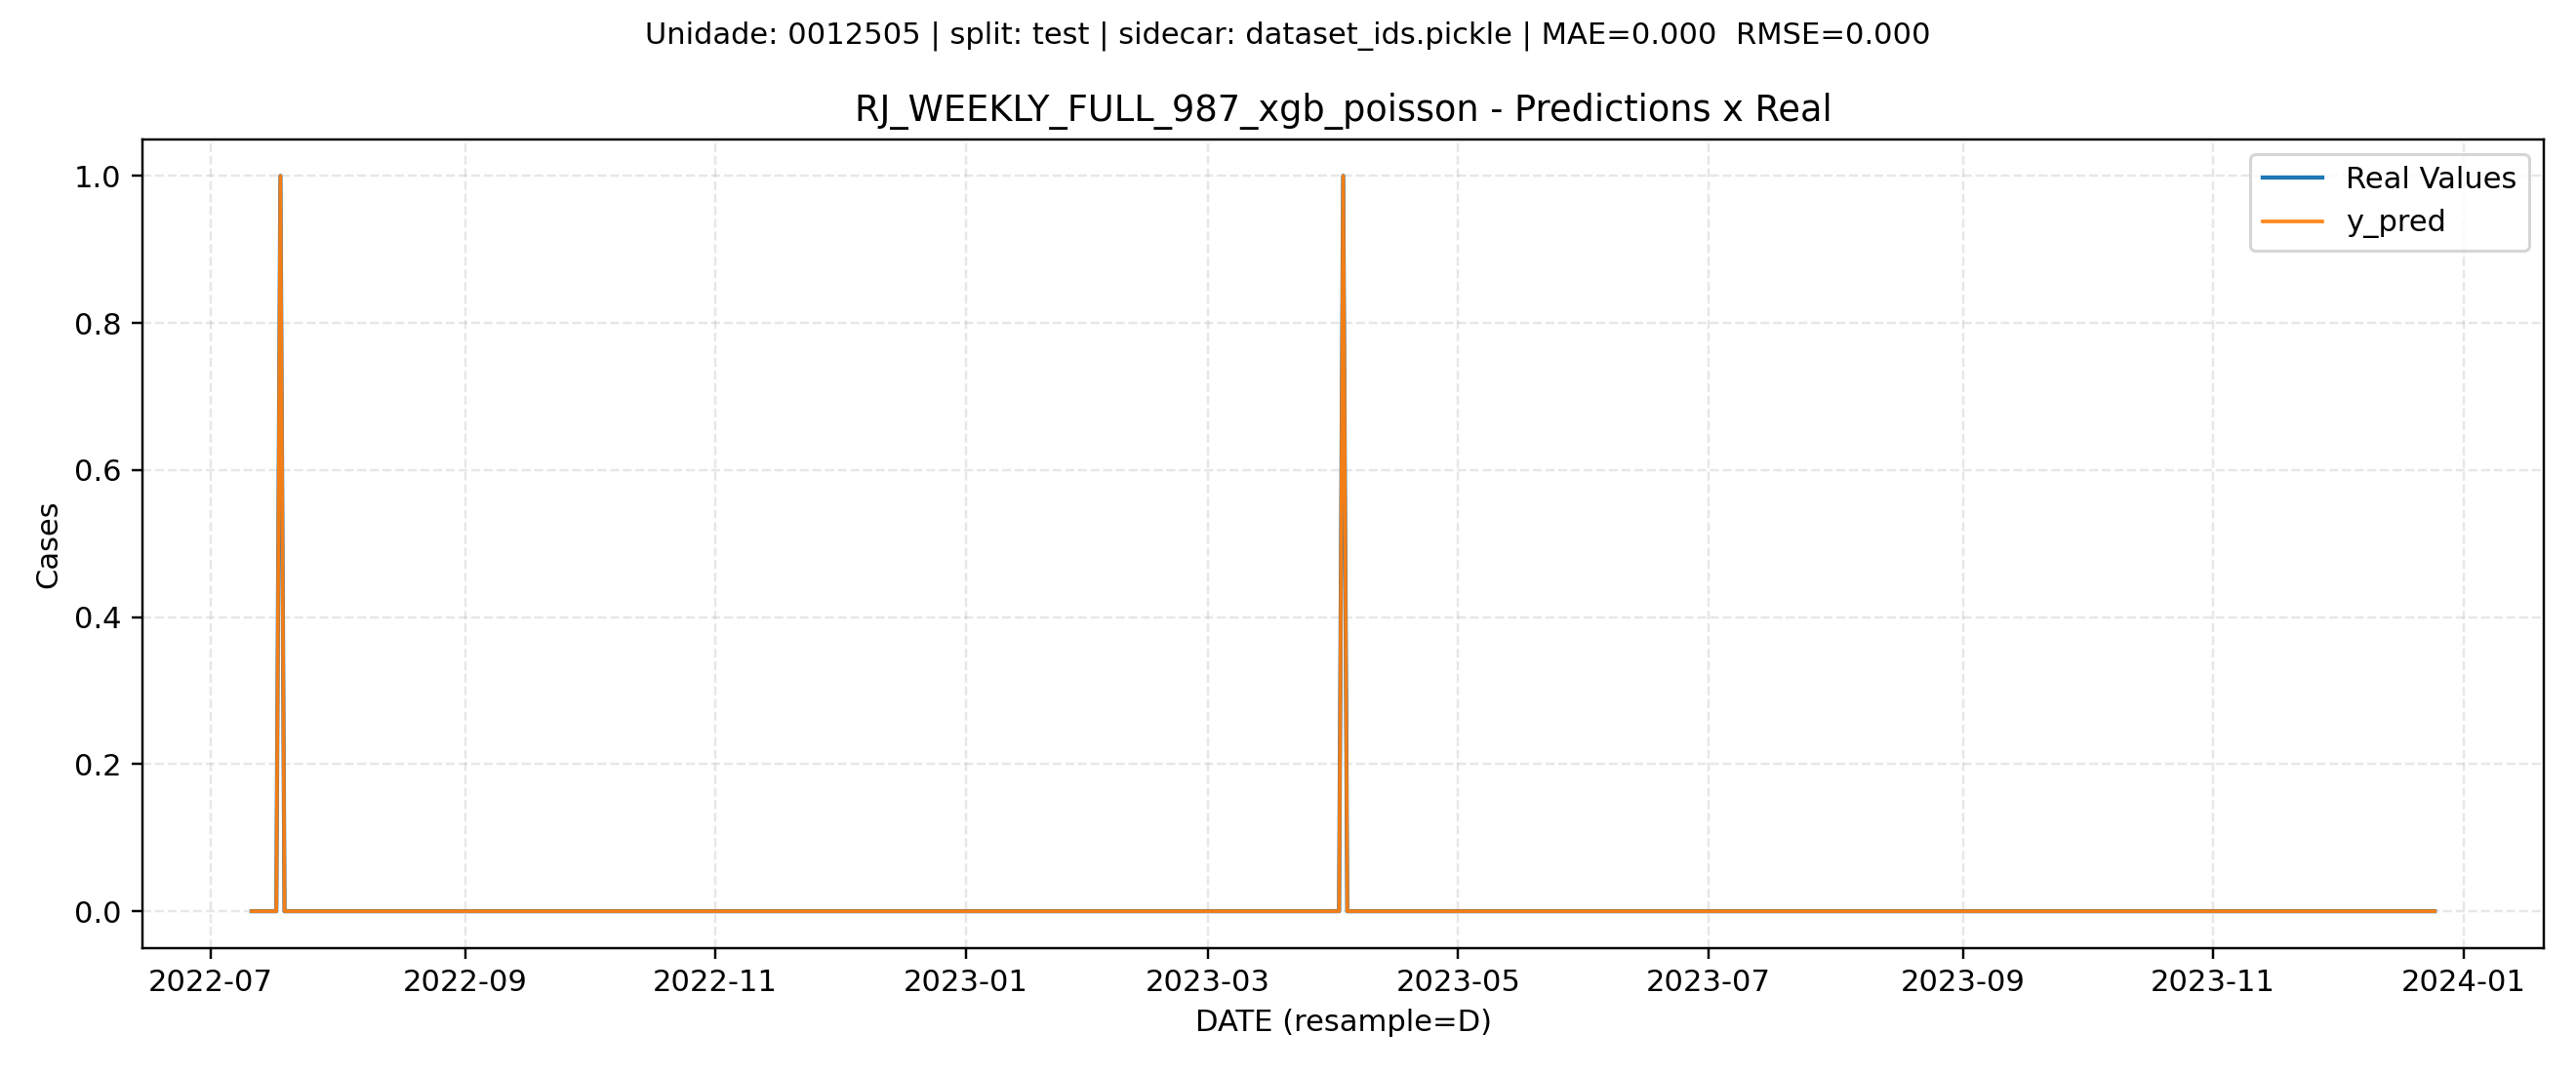 Unidade: 0012505 | split: test | sidecar: dataset_ids.pickle | MAE=0.000  RMSE=0.000
RJ_WEEKLY_FULL_987_xgb_poisson - Predictions x Real
Real Values
y_pred
1.0
0.8
0.6
0.4
0.2
0.0
Cases
2022-07
2022-09
2022-11
2023-01
2023-03
2023-05
2023-07
2023-09
2023-11
2024-01
DATE (resample=D)